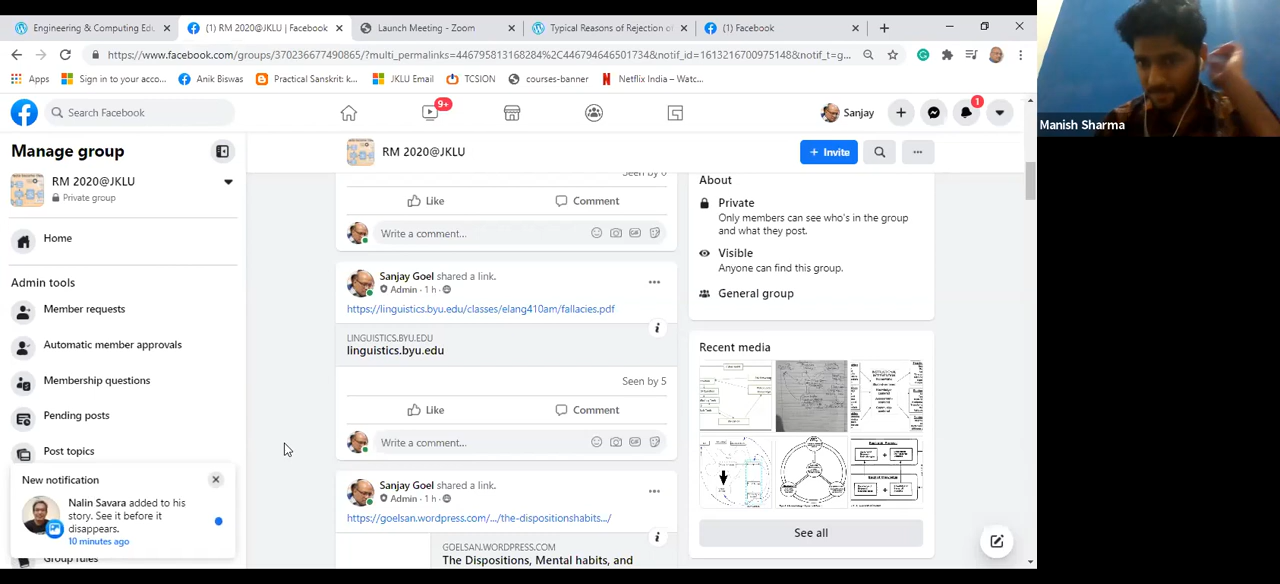 Engineering & Computing Edu
(1) RM 2020@JKLU | Facebook
Launch Meeting - Zoom
Typical Reasons of Rejection of
(1) Facebook
https://www.facebook.com/groups/370236677490865/?multi_permalinks=446795813168284%2C446794646501734&notif_id=1613216700975148&notif_t=g...
Apps
Sign in to your acco...
Anik Biswas
Practical Sanskrit: k...
JKLU Email
TCSION
courses-banner
Netflix India – Watc...
Search Facebook
9+
Sanjay
1
Manish Sharma
Manage group
RM 2020@JKLU
Private group
Home
Admin tools
Member requests
Automatic member approvals
Membership questions
Pending posts
Post topics
New notification
Nalin Savara added to his
story. See it before it
disappears.
10 minutes ago
Group rules
RM 2020@JKLU
+ Invite
Seen by 6
Like
Comment
Write a comment...
Sanjay Goel shared a link.
Admin · 1 h ·
https://linguistics.byu.edu/classes/elang410am/fallacies.pdf
LINGUISTICS.BYU.EDU
linguistics.byu.edu
Seen by 5
Like
Comment
Write a comment...
Sanjay Goel shared a link.
Admin · 1 h ·
https://goelsan.wordpress.com/.../the-dispositionshabits.../
GOELSAN.WORDPRESS.COM
The Dispositions, Mental habits, and
About
Private
Only members can see who's in the group
and what they post.
Visible
Anyone can find this group.
General group
Recent media
See all